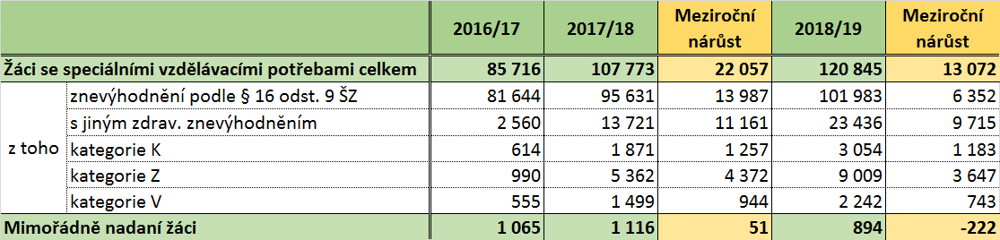 2016/17 2017/18 Meziroční nárůst 2018/19 Meziroční nárůst
Žáci se speciálními vzdělávacími potřebami celkem 85 716 107 773 22 057 120 845 13 072
z toho znevýhodnění podle § 16 odst. 9 ŠZ 81 644 95 631 13 987 101 983 6 352
s jiným zdrav. znevýhodněním 2 560 13 721 11 161 23 436 9 715
kategorie K 614 1 871 1 257 3 054 1 183
kategorie Z 990 5 362 4 372 9 009 3 647
kategorie V 555 1 499 944 2 242 743
Mimořádně nadaní žáci 1 065 1 116 51 894 -222